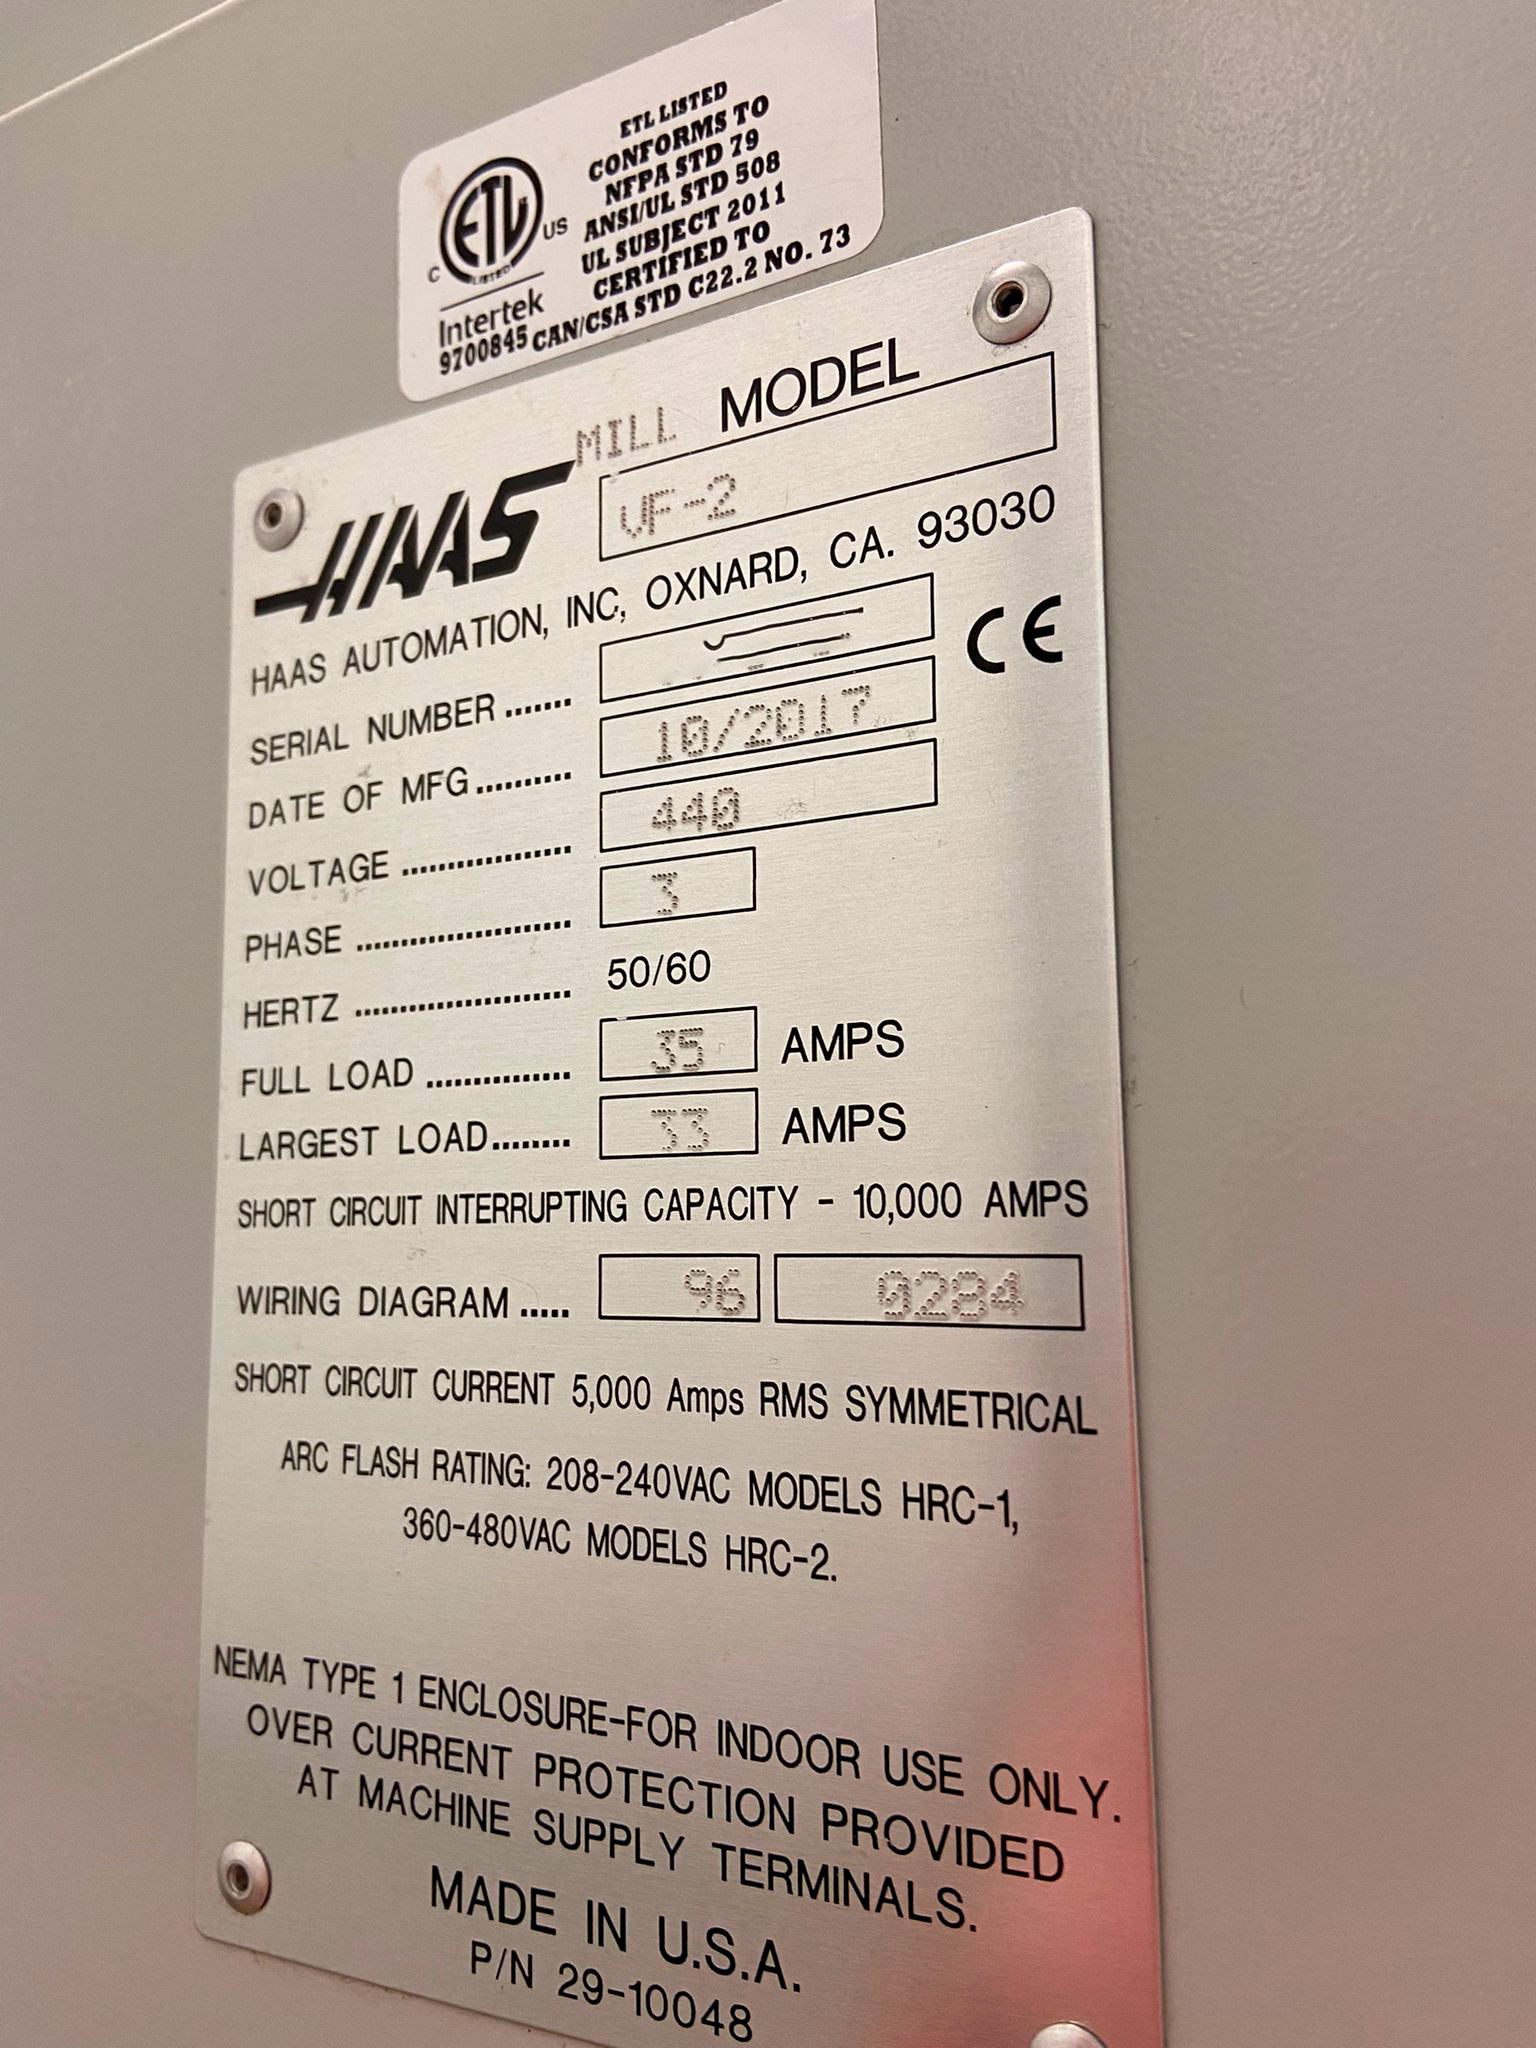 ETL LISTED
CONFORMS TO
NFPA STD 79
ANSI/UL STD 508
UL SUBJECT 2011
CERTIFIED TO
CAN/CSA STD C22.2 NO. 73
C ETL US
LISTED
Intertek
9700845
HAAS MILL MODEL
VF-2
HAAS AUTOMATION, INC, OXNARD, CA. 93030
SERIAL NUMBER ....... CE
DATE OF MFG .......... 10/2017
VOLTAGE ................... 440
PHASE ........................ 3
HERTZ ........................ 50/60
FULL LOAD ................ 35 AMPS
LARGEST LOAD ........ 33 AMPS
SHORT CIRCUIT INTERRUPTING CAPACITY - 10,000 AMPS
WIRING DIAGRAM ..... 96 0284
SHORT CIRCUIT CURRENT 5,000 Amps RMS SYMMETRICAL
ARC FLASH RATING: 208-240VAC MODELS HRC-1,
360-480VAC MODELS HRC-2.
NEMA TYPE 1 ENCLOSURE-FOR INDOOR USE ONLY.
OVER CURRENT PROTECTION PROVIDED
AT MACHINE SUPPLY TERMINALS.
MADE IN U.S.A.
P/N 29-10048